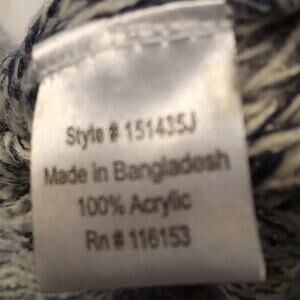 Style # 151435J
Made in Bangladesh
100% Acrylic
Rn # 116153